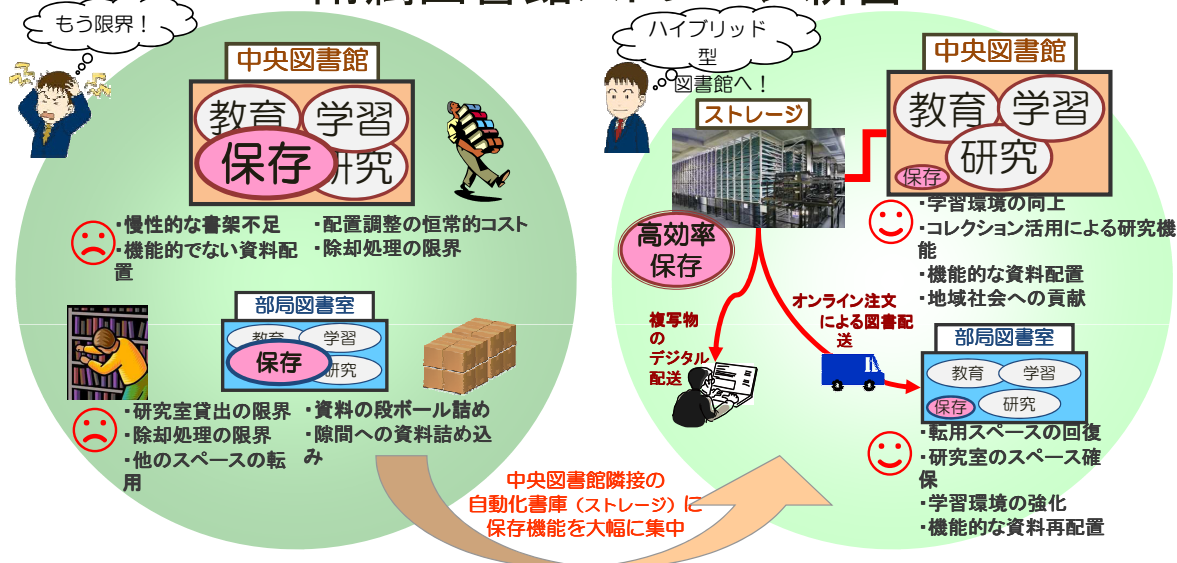 もう限界！
中央図書館
教育
学習
保存
研究
・慢性的な書架不足
・機能的でない資料配
置
・配置調整の恒常的コスト
・除却処理の限界
部局図書室
教育
学習
保存
研究
・研究室貸出の限界
・除却処理の限界
・他のスペースの転
用
・資料の段ボール詰め
・隙間への資料詰め込
み
中央図書館隣接の
自動化書庫（ストレージ）に
保存機能を大幅に集中
ハイブリッド
型
図書館へ！
ストレージ
高効率
保存
中央図書館
教育
学習
研究
保存
・学習環境の向上
・コレクション活用による研究機
能
・機能的な資料配置
・地域社会への貢献
複写物
の
デジタル
配送
オンライン注文
による図書配
送
部局図書室
教育
学習
保存
研究
・転用スペースの回復
・研究室のスペース確
保
・学習環境の強化
・機能的な資料再配置